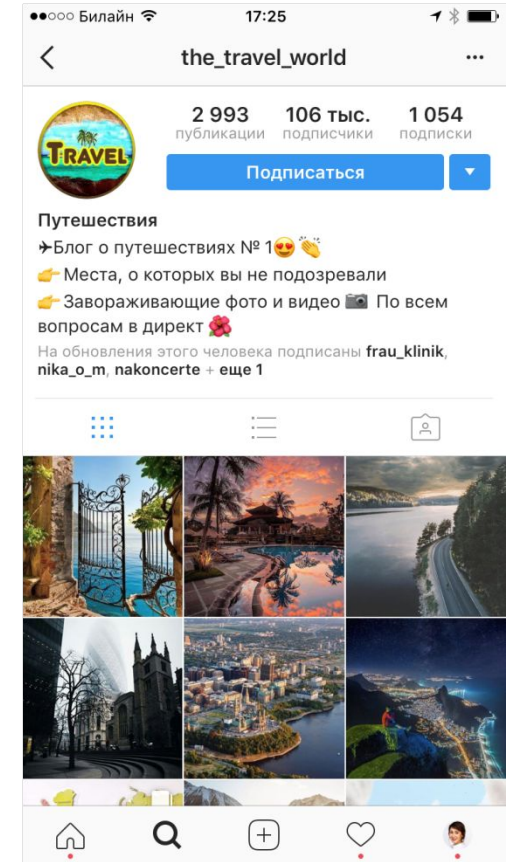 Билайн 17:25
the_travel_world
TRAVEL
2 993 106 тыс. 1 054
публикации подписчики подписки
Подписаться
Путешествия
✈Блог о путешествиях № 1😍👏
👉Места, о которых вы не подозревали
👉Завораживающие фото и видео 📷 По всем
вопросам в директ 🌺
На обновления этого человека подписаны frau_klinik,
nika_o_m, nakoncerte + еще 1